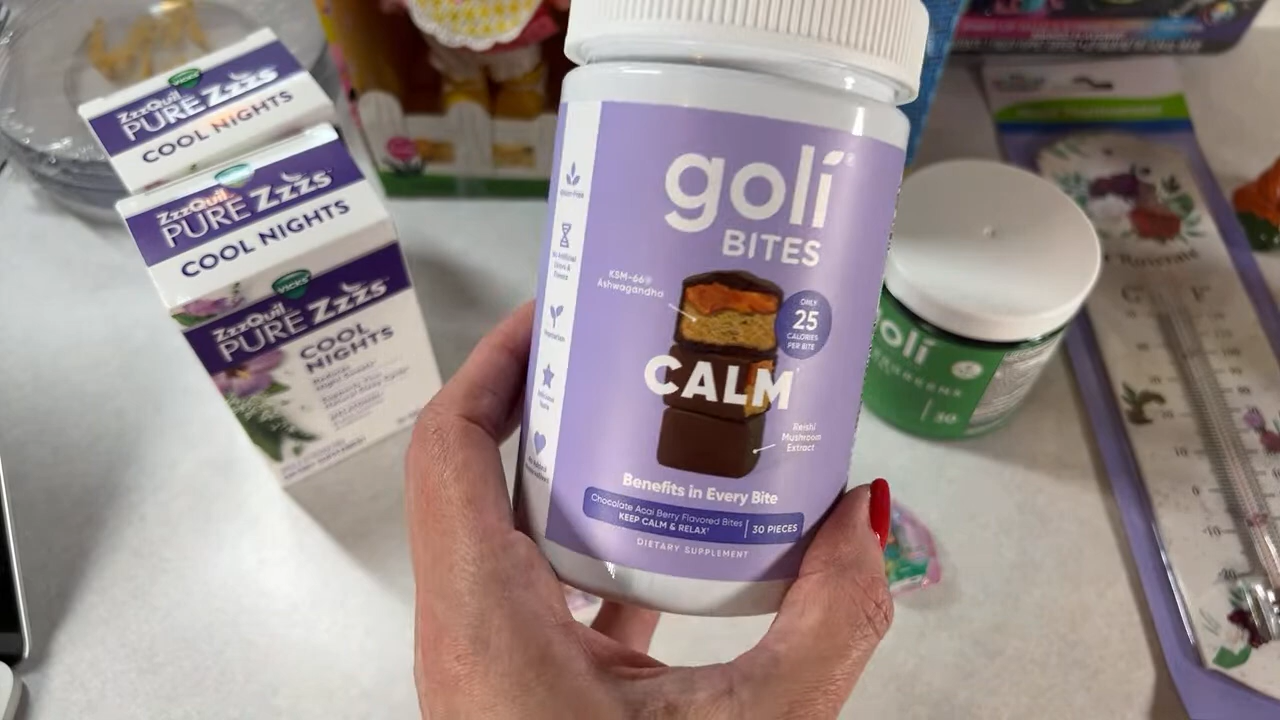 ZzzQuil
PURE Zzzs
COOL NIGHTS
ZzzQuil
PURE Zzzs
COOL NIGHTS
VICKS
ZzzQuil
PURE Zzzs
COOL
NIGHTS
goli
BITES
KSM-66®
Ashwagandha
ONLY
25
CALORIES
PER BITE
CALM
Reishi
Mushroom
Extract
Benefits in Every Bite
Chocolate Acai Berry Flavored Bites
KEEP CALM & RELAX†
30 PIECES
DIETARY SUPPLEMENT
oli
30